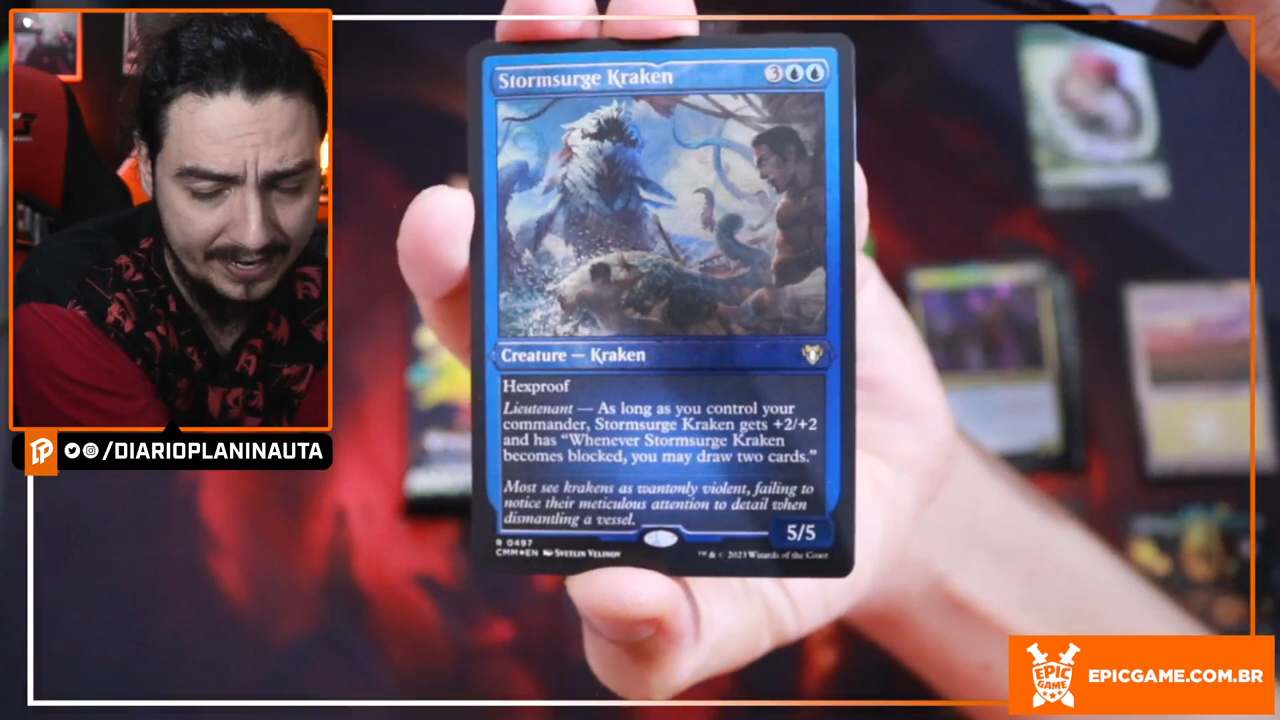 Stormsurge Kraken
3
Creature — Kraken
Hexproof
Lieutenant — As long as you control your
commander, Stormsurge Kraken gets +2/+2
and has “Whenever Stormsurge Kraken
becomes blocked, you may draw two cards.”
Most see krakens as wantonly violent, failing to
notice their meticulous attention to detail when
dismantling a vessel.
5/5
R 0497
CMM★EN Svetlin Velinov
™ & © 2023 Wizards of the Coast
/DIARIOPLANINAUTA
EPIC
GAME
EPICGAME.COM.BR